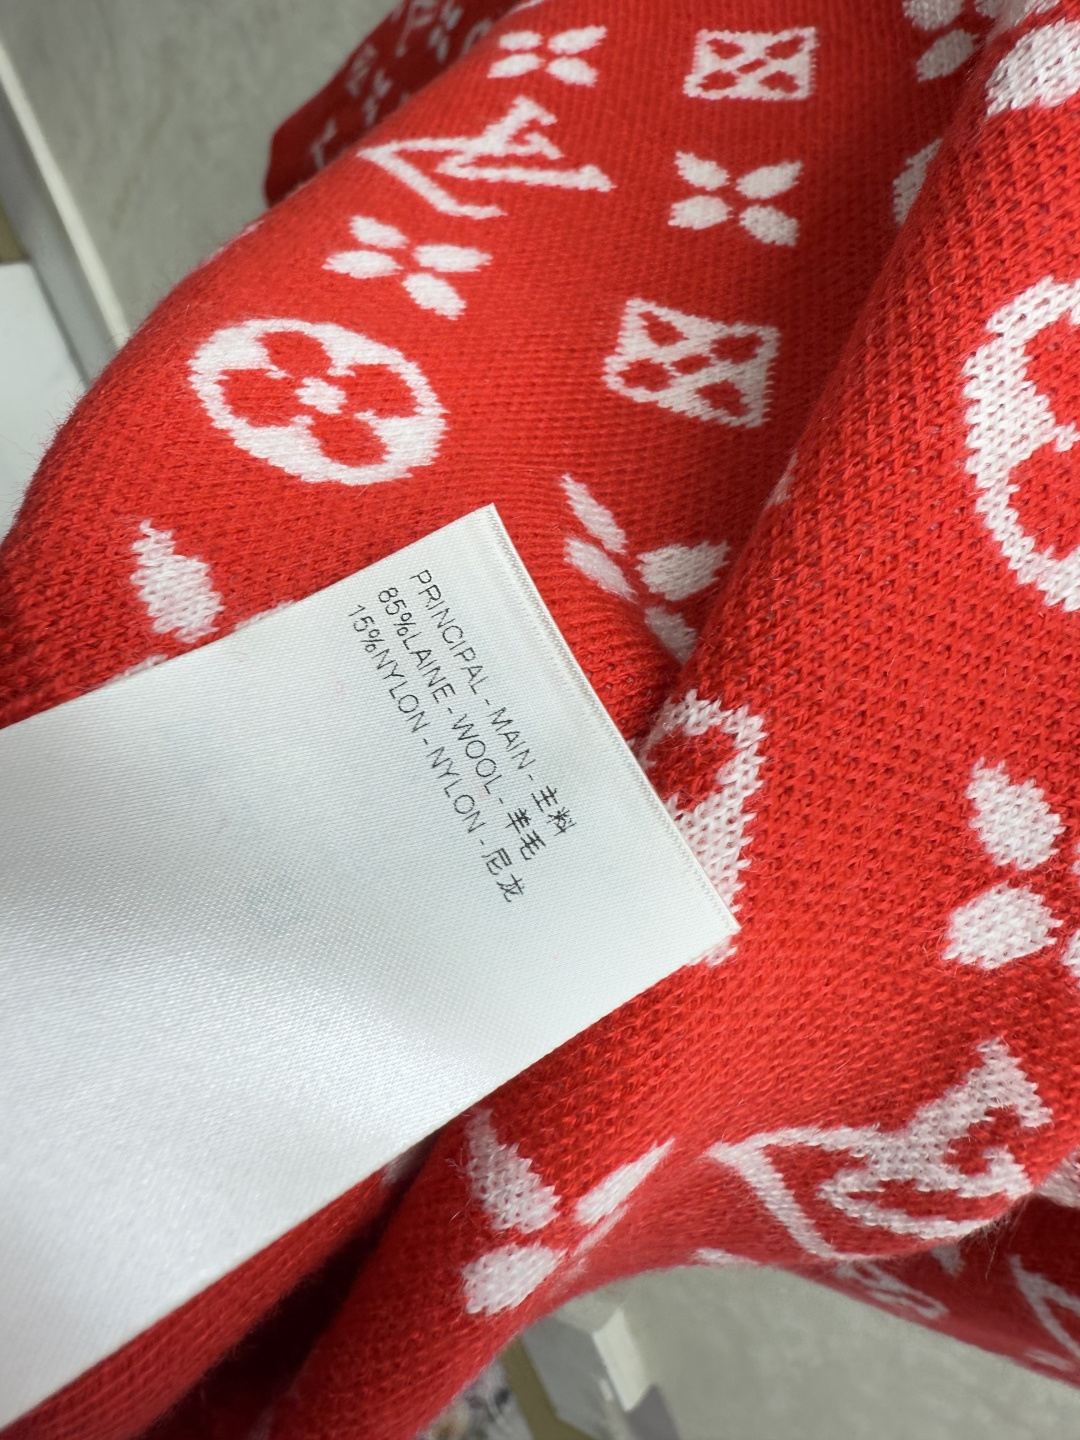 PRINCIPAL - MAIN - 主料
85%LAINE - WOOL - 羊毛
15%NYLON - NYLON - 尼龙